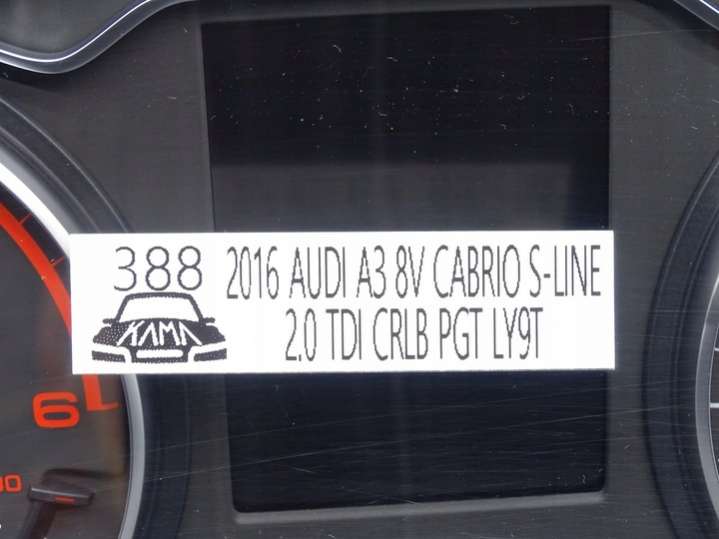 388
KAMA
2016 AUDI A3 8V CABRIO S-LINE
2.0 TDI CRLB PGT LY9T